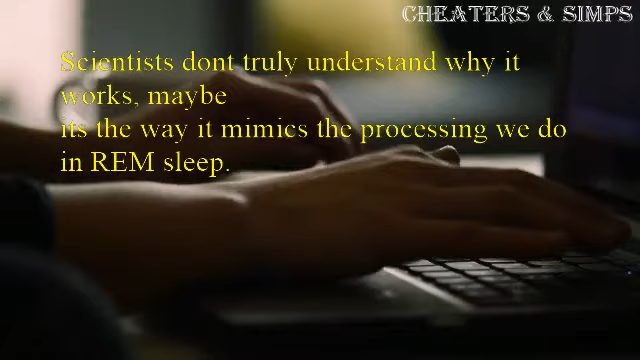 CHEATERS & SIMPS
Scientists dont truly understand why it
works, maybe
its the way it mimics the processing we do
in REM sleep.